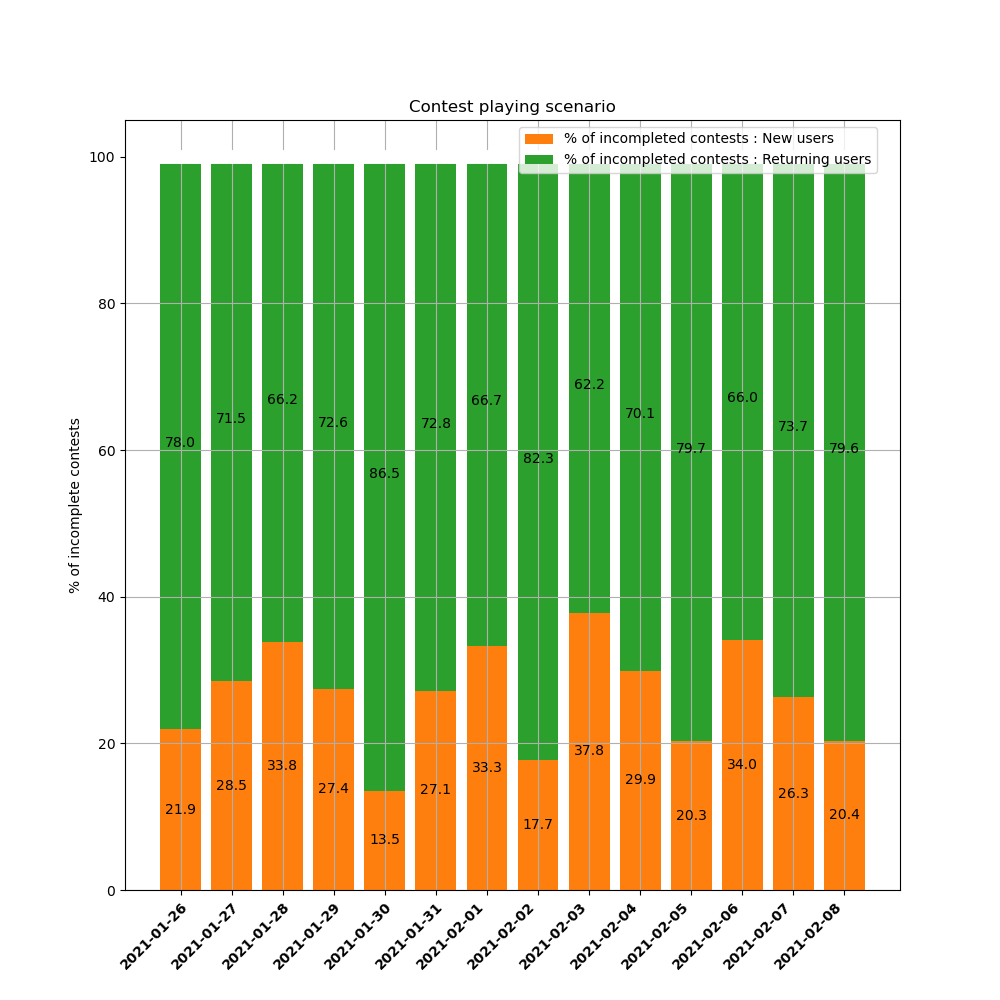 Contest playing scenario
% of incompleted contests : New users
% of incompleted contests : Returning users
% of incomplete contests
100
80
60
40
20
0
78.0 71.5 66.2 72.6 86.5 72.8 66.7 82.3 62.2 70.1 79.7 66.0 73.7 79.6
21.9 28.5 33.8 27.4 13.5 27.1 33.3 17.7 37.8 29.9 20.3 34.0 26.3 20.4
2021-01-26 2021-01-27 2021-01-28 2021-01-29 2021-01-30 2021-01-31 2021-02-01 2021-02-02 2021-02-03 2021-02-04 2021-02-05 2021-02-06 2021-02-07 2021-02-08